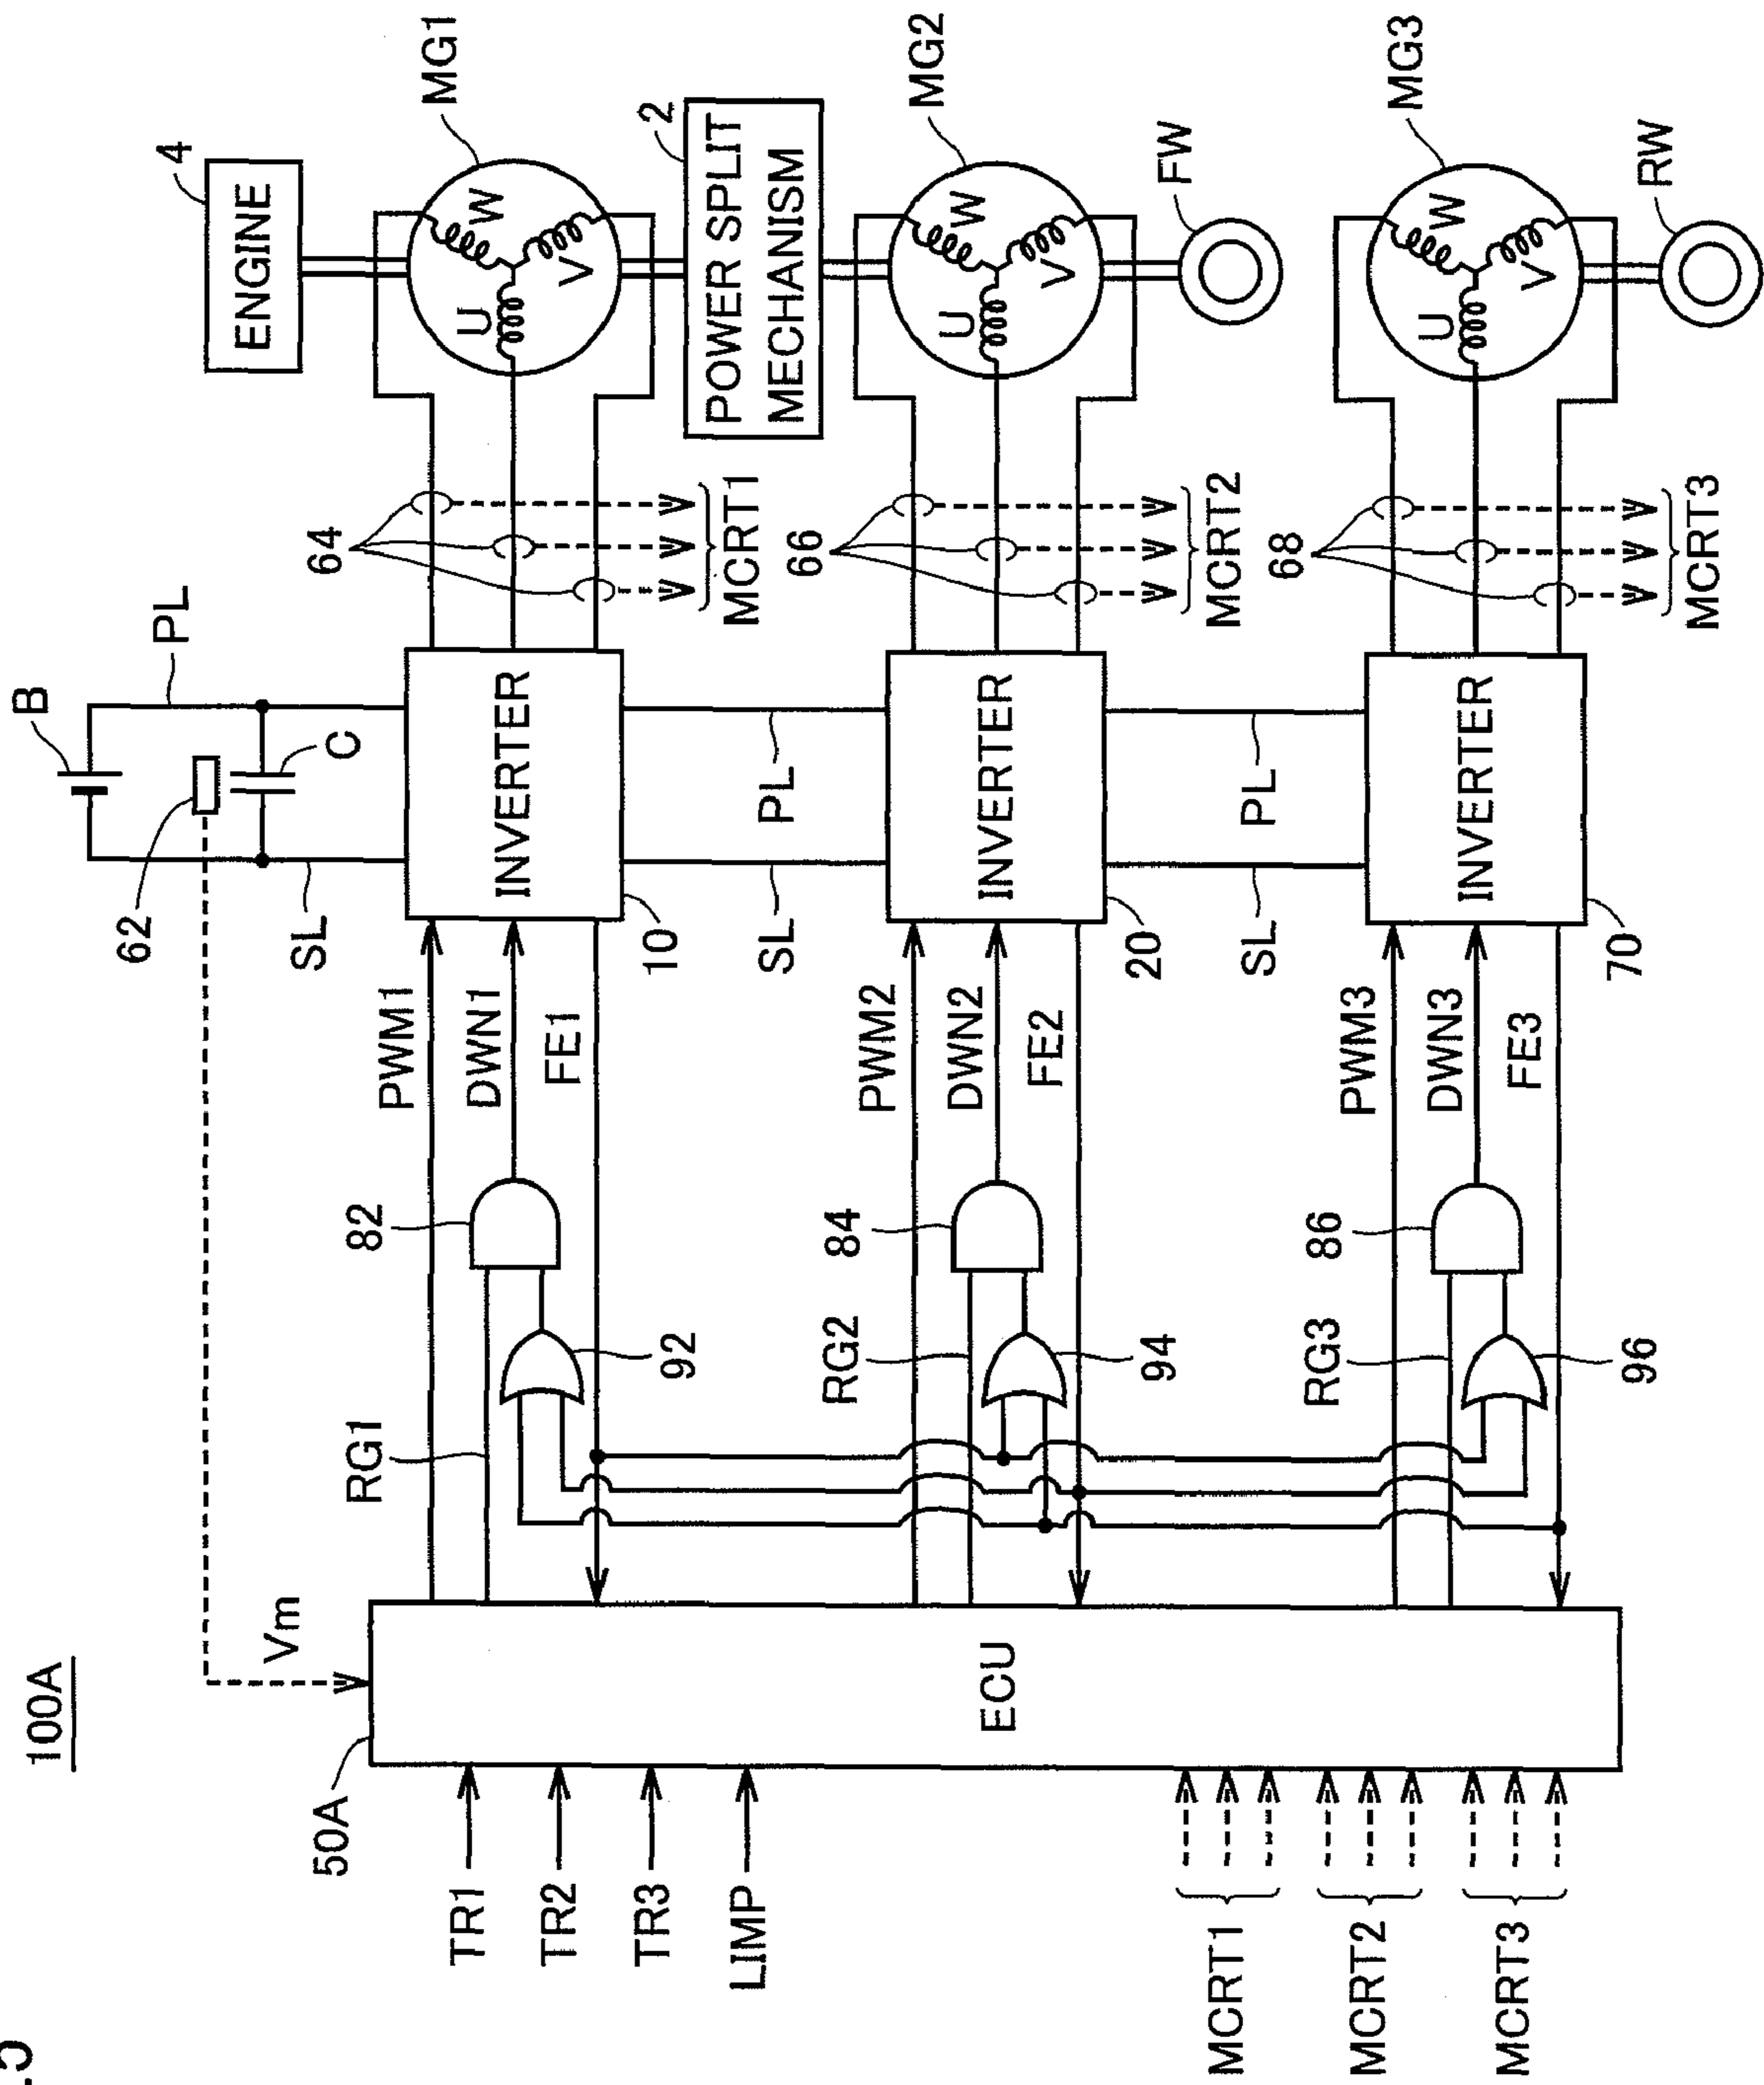 .5
100A
B
PL
62
SL
C
Vm
50A
ECU
TR1
TR2
TR3
LIMP
MCRT1
MCRT2
MCRT3
4
ENGINE
MG1
U
V
W
64
MCRT1
INVERTER
10
PWM1
DWN1
FE1
82
92
RG1
2
POWER SPLIT
MECHANISM
PL
SL
MG2
U
V
W
FW
66
MCRT2
INVERTER
20
PWM2
DWN2
FE2
84
94
RG2
PL
SL
MG3
U
V
W
RW
68
MCRT3
INVERTER
70
PWM3
DWN3
FE3
86
96
RG3